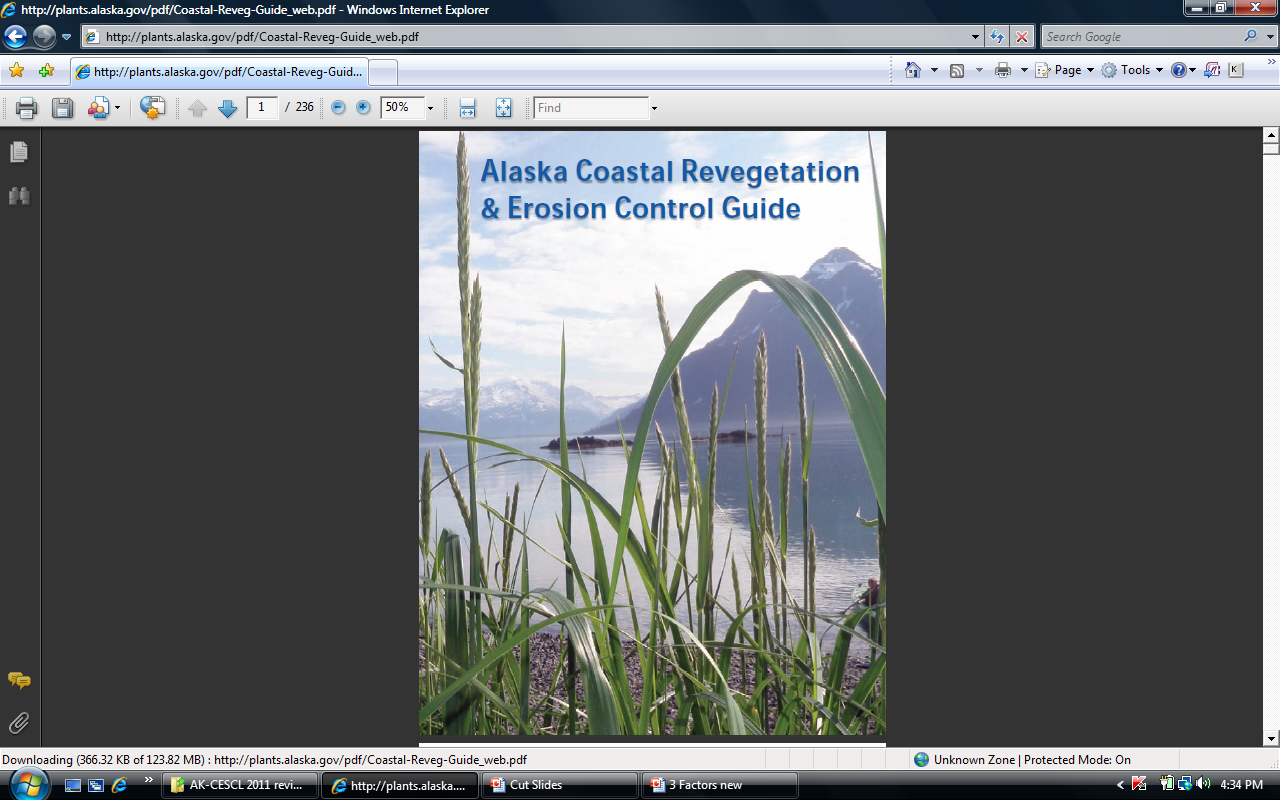 http://plants.alaska.gov/pdf/Coastal-Reveg-Guide_web.pdf - Windows Internet Explorer
http://plants.alaska.gov/pdf/Coastal-Reveg-Guide_web.pdf
Search Google
http://plants.alaska.gov/pdf/Coastal-Reveg-Guid...
Page
Tools
K
1 / 236
50%
Find
Alaska Coastal Revegetation
& Erosion Control Guide
Downloading (366.32 KB of 123.82 MB) : http://plants.alaska.gov/pdf/Coastal-Reveg-Guide_web.pdf
Unknown Zone | Protected Mode: On
AK-CESCL 2011 revi...
http://plants.alaska....
Cut Slides
3 Factors new
4:34 PM